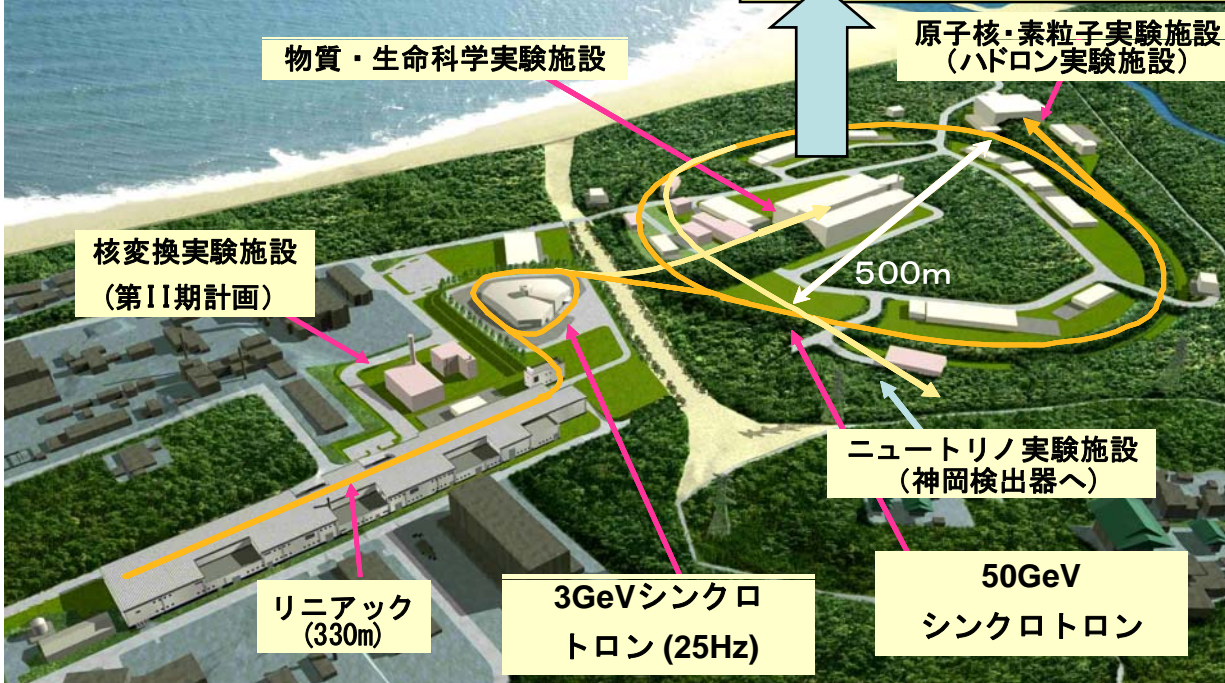 原子核・素粒子実験施設
（ハドロン実験施設）
物質・生命科学実験施設
核変換実験施設
(第II期計画)
500m
ニュートリノ実験施設
（神岡検出器へ）
リニアック
(330m)
3GeVシンクロ
トロン (25Hz)
50GeV
シンクロトロン